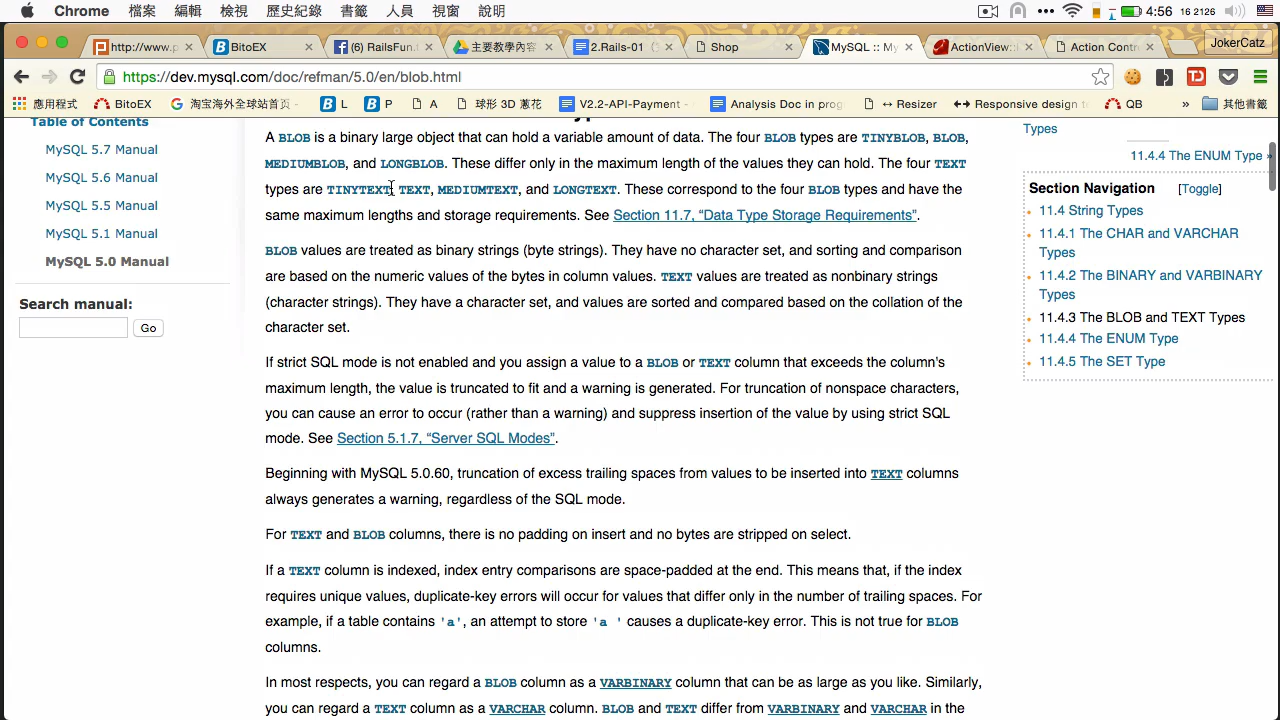 Chrome 檔案 編輯 檢視 歷史紀錄 書籤 人員 視窗 說明 4:56 16 2126
http://www.p BitoEX (6) RailsFun. 主要教學內容 2.Rails-01 Shop MySQL :: My ActionView:: Action Contr JokerCatz
https://dev.mysql.com/doc/refman/5.0/en/blob.html
應用程式 BitoEX 淘宝海外全球站首页 - L P A 球形 3D 蔥花 V2.2-API-Payment - Analysis Doc in prog ↔ Resizer ↔ Responsive design t QB » 其他書籤
Table of Contents
MySQL 5.7 Manual
MySQL 5.6 Manual
MySQL 5.5 Manual
MySQL 5.1 Manual
MySQL 5.0 Manual
Search manual:
Go
A BLOB is a binary large object that can hold a variable amount of data. The four BLOB types are TINYBLOB, BLOB,
MEDIUMBLOB, and LONGBLOB. These differ only in the maximum length of the values they can hold. The four TEXT
types are TINYTEXT, TEXT, MEDIUMTEXT, and LONGTEXT. These correspond to the four BLOB types and have the
same maximum lengths and storage requirements. See Section 11.7, “Data Type Storage Requirements”.
BLOB values are treated as binary strings (byte strings). They have no character set, and sorting and comparison
are based on the numeric values of the bytes in column values. TEXT values are treated as nonbinary strings
(character strings). They have a character set, and values are sorted and compared based on the collation of the
character set.
If strict SQL mode is not enabled and you assign a value to a BLOB or TEXT column that exceeds the column's
maximum length, the value is truncated to fit and a warning is generated. For truncation of nonspace characters,
you can cause an error to occur (rather than a warning) and suppress insertion of the value by using strict SQL
mode. See Section 5.1.7, “Server SQL Modes”.
Beginning with MySQL 5.0.60, truncation of excess trailing spaces from values to be inserted into TEXT columns
always generates a warning, regardless of the SQL mode.
For TEXT and BLOB columns, there is no padding on insert and no bytes are stripped on select.
If a TEXT column is indexed, index entry comparisons are space-padded at the end. This means that, if the index
requires unique values, duplicate-key errors will occur for values that differ only in the number of trailing spaces. For
example, if a table contains 'a', an attempt to store 'a ' causes a duplicate-key error. This is not true for BLOB
columns.
In most respects, you can regard a BLOB column as a VARBINARY column that can be as large as you like. Similarly,
you can regard a TEXT column as a VARCHAR column. BLOB and TEXT differ from VARBINARY and VARCHAR in the
Types
11.4.4 The ENUM Type »
Section Navigation [Toggle]
11.4 String Types
11.4.1 The CHAR and VARCHAR
Types
11.4.2 The BINARY and VARBINARY
Types
11.4.3 The BLOB and TEXT Types
11.4.4 The ENUM Type
11.4.5 The SET Type